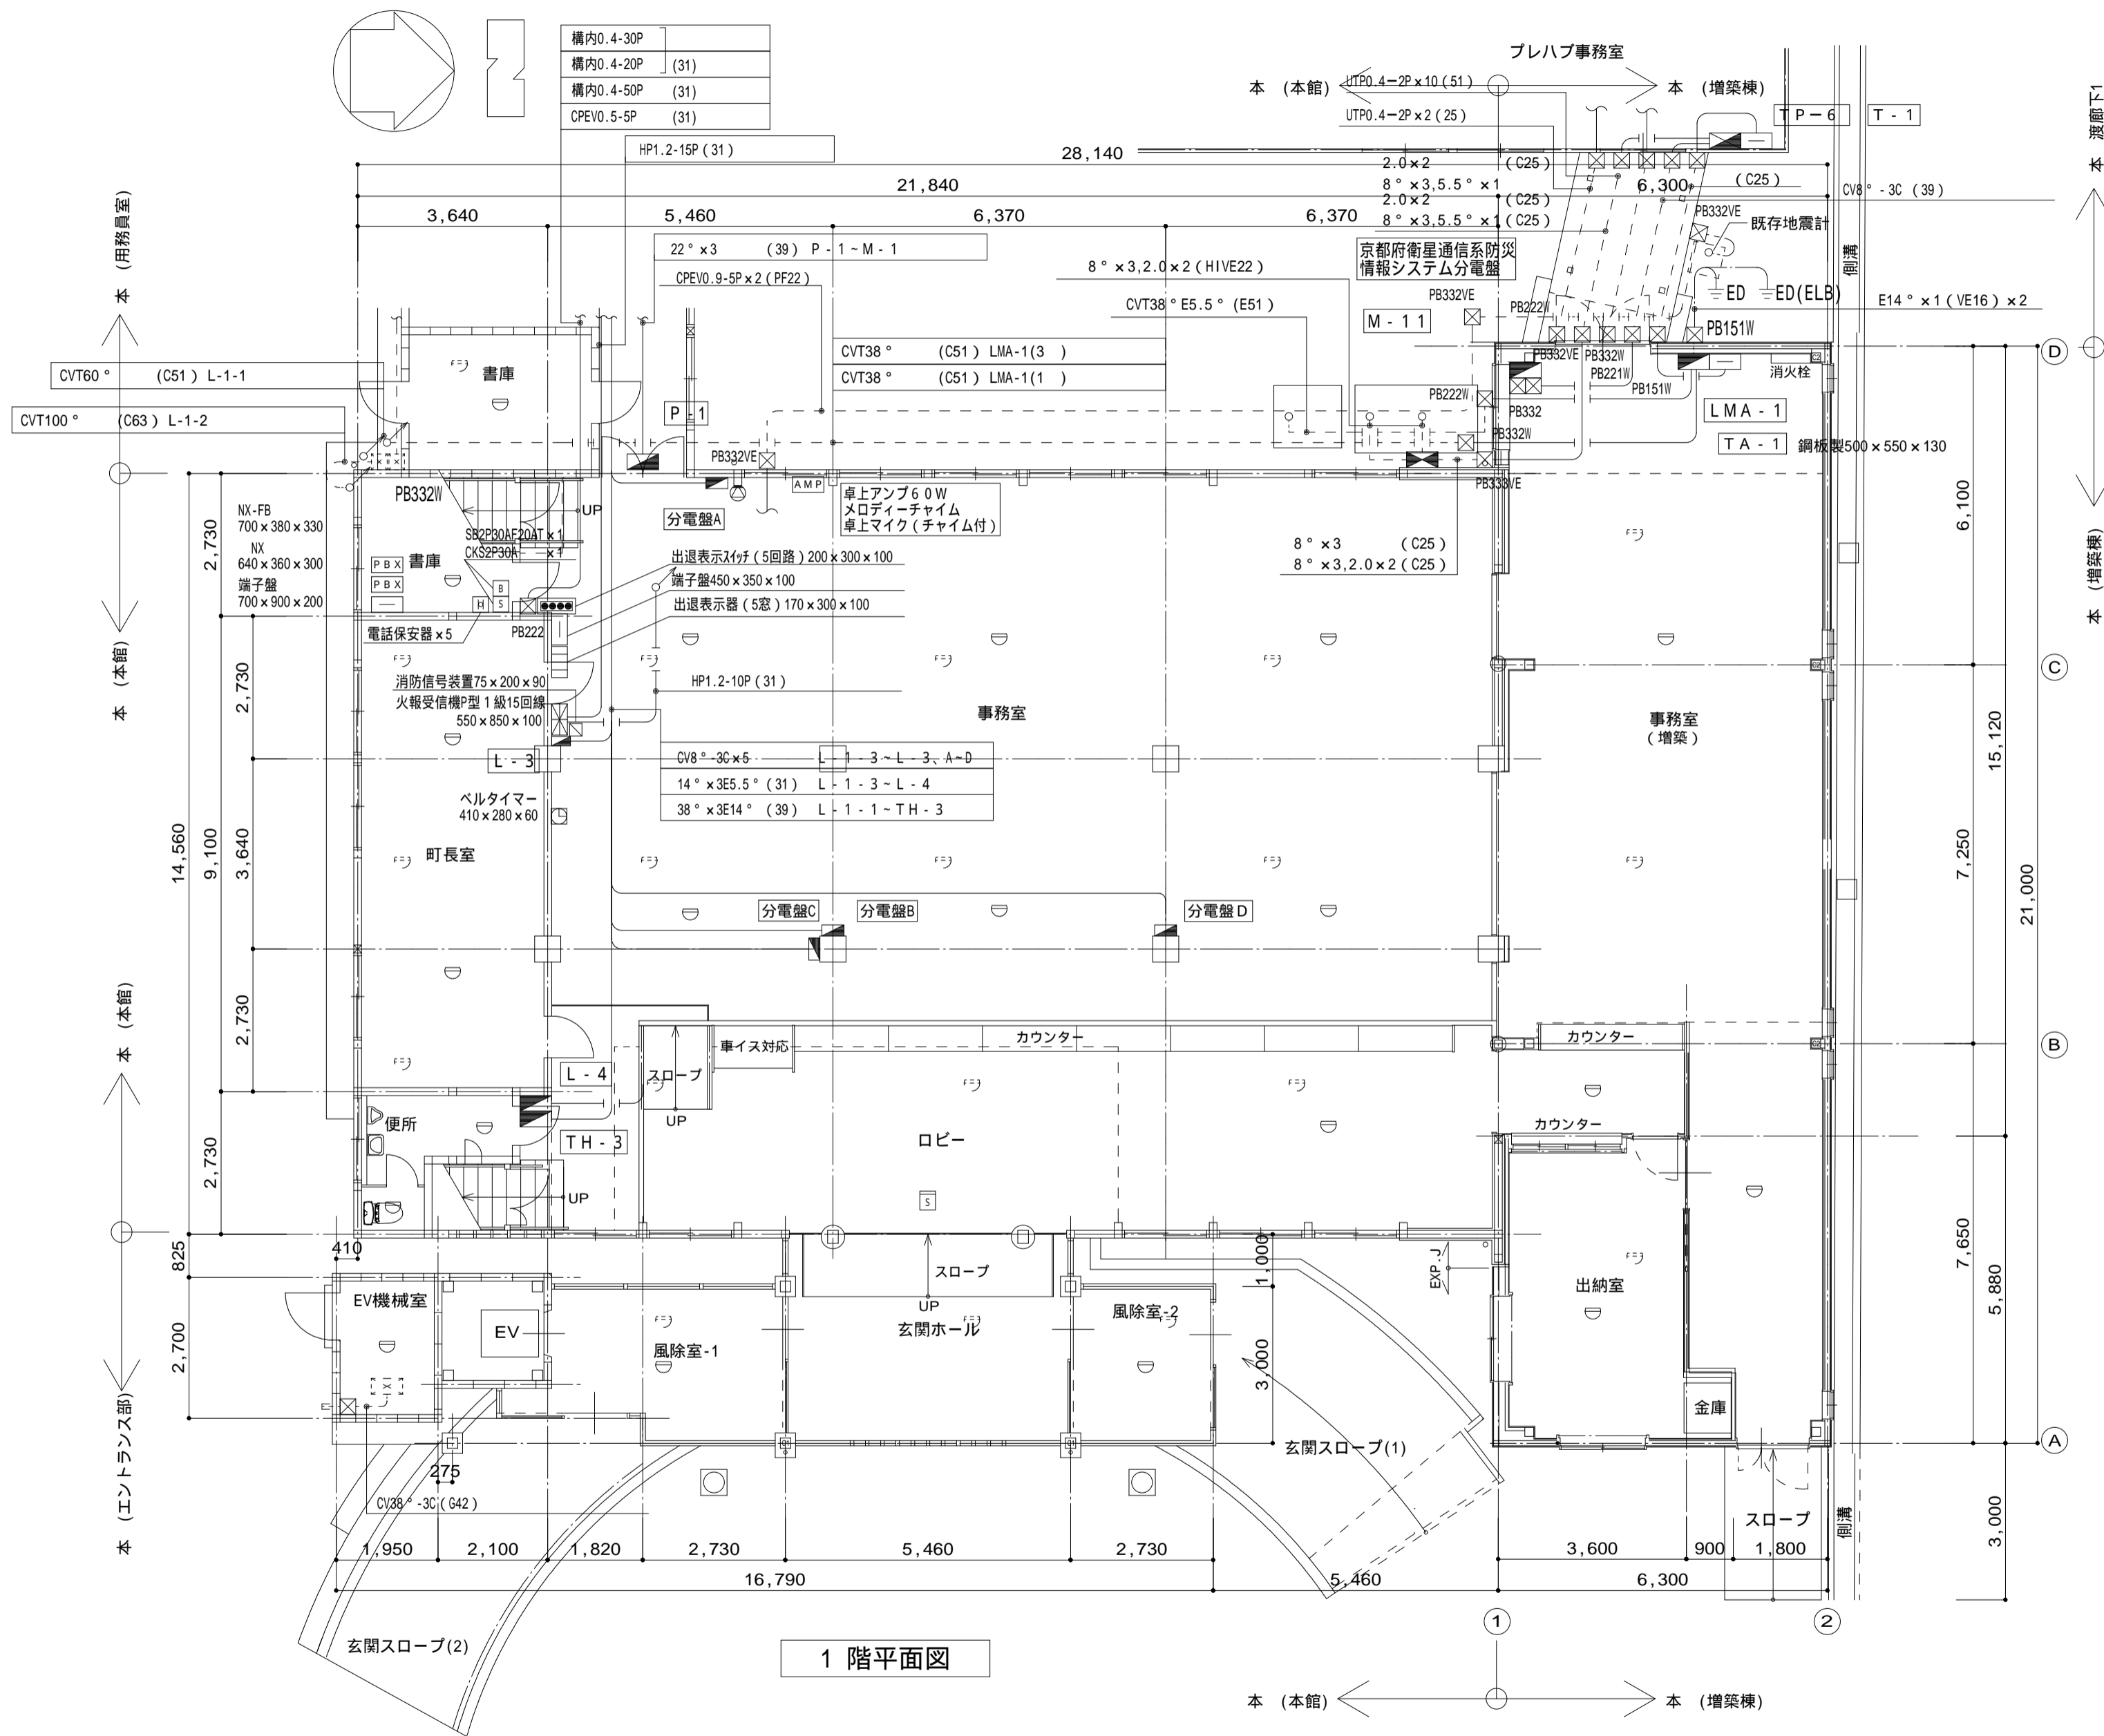 構内0.4-30P
構内0.4-20P (31)
構内0.4-50P (31)
CPEV0.5-5P (31)
HP1.2-15P (31)
プレハブ事務室
本 (本館)
本 (増築棟)
UTP0.4-2P×10 (51)
UTP0.4-2P×2 (25)
TP-6
T-1
本 渡廊下1
28,140
2.0×2 (C25)
21,840
8°×3,5.5°×1
6,300
(C25)
CV8°-3C (39)
2.0×2 (C25)
3,640
5,460
6,370
6,370
8°×3,5.5°×1 (C25)
PB332VE
既存地震計
側溝
本 (用務員室)
22°×3 (39) P-1~M-1
京都府衛星通信系防災
情報システム分電盤
8°×3,2.0×2 (HIVE22)
CPEV0.9-5P×2 (PF22)
PB332VE
PB222W
ED
ED(ELB)
E14°×1 (VE16)×2
CVT38°E5.5° (E51)
M-11
PB151W
書庫
CVT38° (C51) LMA-1(3 )
CVT38° (C51) LMA-1(1 )
PB332VE
PB332W
PB221W
PB151W
消火栓
D
CVT60° (C51) L-1-1
CVT100° (C63) L-1-2
P-1
PB222W
PB332
LMA-1
PB332W
TA-1
鋼板製500×550×130
PB332VE
PB333VE
PB332W
UP
AMP
卓上アンプ60W
メロディーチャイム
卓上マイク(チャイム付)
NX-FB
700×380×330
NX
640×360×300
端子盤
700×900×200
SB2P30AF20AT×1
CKS2P30A ×1
分電盤A
PBX
PBX
書庫
B
S
出退表示スイッチ(5回路)200×300×100
端子盤450×350×100
出退表示器(5窓)170×300×100
8°×3 (C25)
8°×3,2.0×2 (C25)
6,100
本 (増築棟)
2,730
電話保安器×5
PB222
本 (本館)
2,730
消防信号装置75×200×90
火報受信機P型1級15回線
550×850×100
HP1.2-10P (31)
事務室
事務室
(増築)
C
L-3
CV8°-3C×5 L-1-3~L-3、A~D
14°×3E5.5° (31) L-1-3~L-4
38°×3E14° (39) L-1-1~TH-3
15,120
ベルタイマー
410×280×60
14,560
9,100
3,640
町長室
7,250
21,000
分電盤C
分電盤B
分電盤D
本 (本館)
2,730
車イス対応
カウンター
カウンター
B
L-4
スロープ
UP
カウンター
便所
TH-3
ロビー
2,730
UP
S
825
410
1,000
EXP.J
7,650
5,880
EV機械室
スロープ
UP
出納室
EV
風除室-1
玄関ホール
風除室-2
2,700
3,000
金庫
本 (エントランス部)
玄関スロープ(1)
A
275
CV38°-3C(G42)
スロープ
側溝
3,000
1,950
2,100
1,820
2,730
5,460
2,730
3,600
900
1,800
16,790
5,460
6,300
玄関スロープ(2)
1
2
1 階平面図
本 (本館)
本 (増築棟)